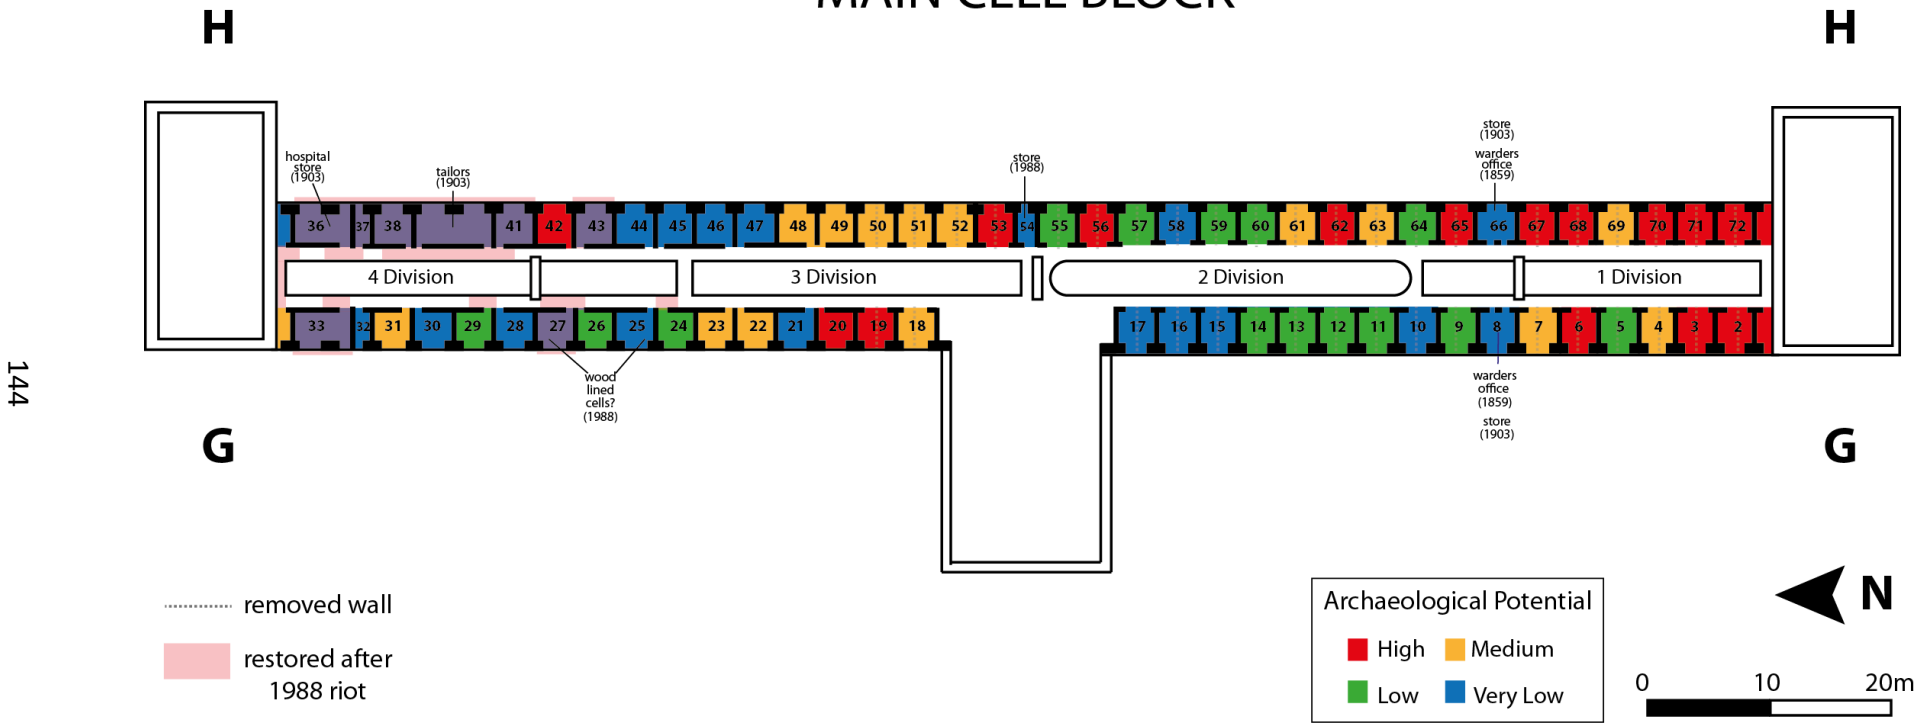 MAIN CELL BLOCK
H
H
store
(1903)
warders
office
(1859)
hospital
store
(1903)
tailors
(1903)
store
(1988)
36 37 38 41 42 43 44 45 46 47 48 49 50 51 52 53 54 55 56 57 58 59 60 61 62 63 64 65 66 67 68 69 70 71 72
4 Division
3 Division
2 Division
1 Division
33 32 31 30 29 28 27 26 25 24 23 22 21 20 19 18 17 16 15 14 13 12 11 10 9 8 7 6 5 4 3 2
wood
lined
cells?
(1988)
warders
office
(1859)
store
(1903)
144
G
G
removed wall
restored after
1988 riot
Archaeological Potential
High
Medium
Low
Very Low
N
0 10 20m